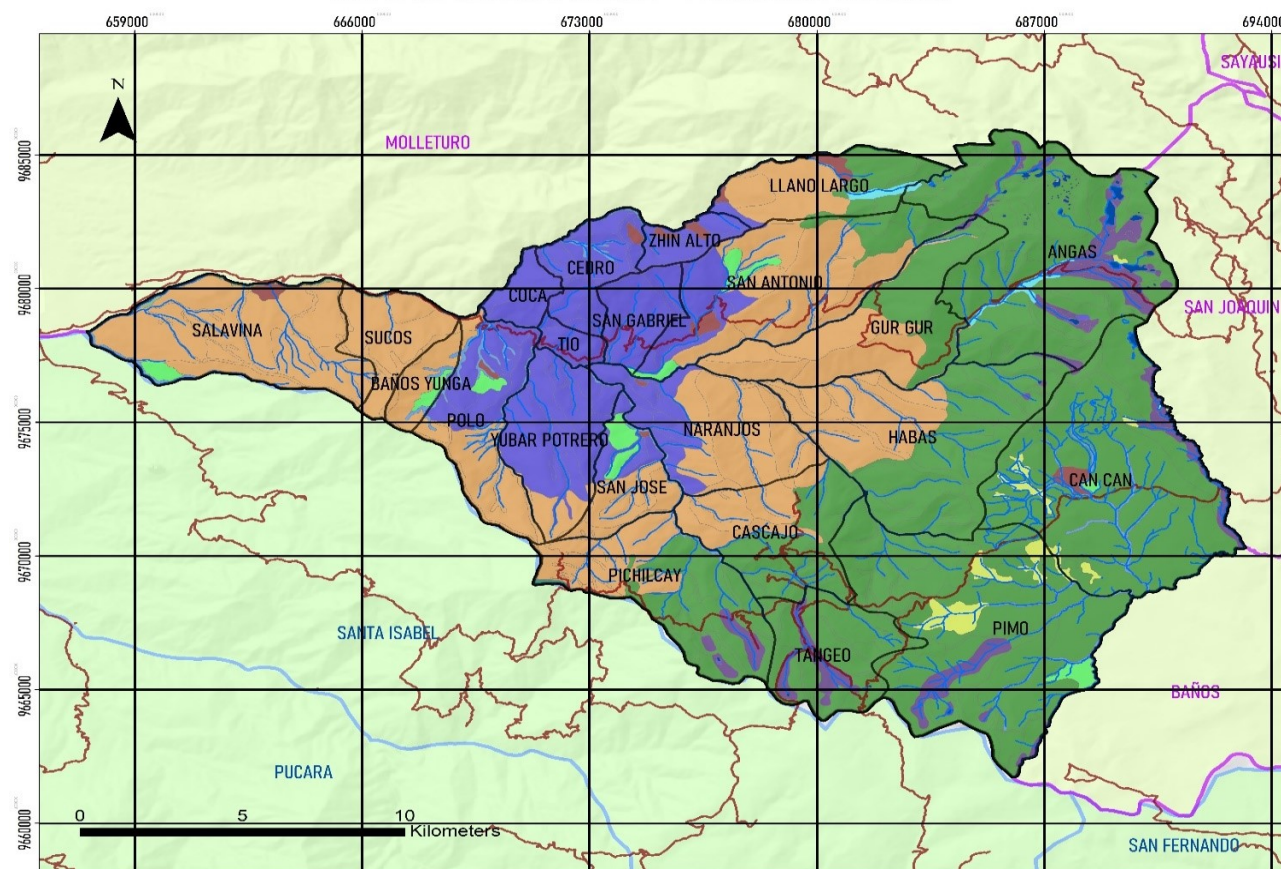 659000 666000 673000 680000 687000 694000
SAYAUSI
N
MOLLETURO
9685000
LLANO LARGO
ZHIN ALTO
ANGAS
CEDRO
SAN ANTONIO
9680000
COCA
SAN JOAQUIN
SAN GABRIEL
SALAVINA
SUCOS
GUR GUR
TIO
BAÑOS YUNGA
9675000
POLO
NARANJOS
YUBAR POTRERO
HABAS
CAN CAN
SAN JOSE
CASCAJO
9670000
PICHILCAY
SANTA ISABEL
PIMO
TANGEO
9665000
BAÑOS
PUCARA
0 5 10
Kilometers
9660000
SAN FERNANDO